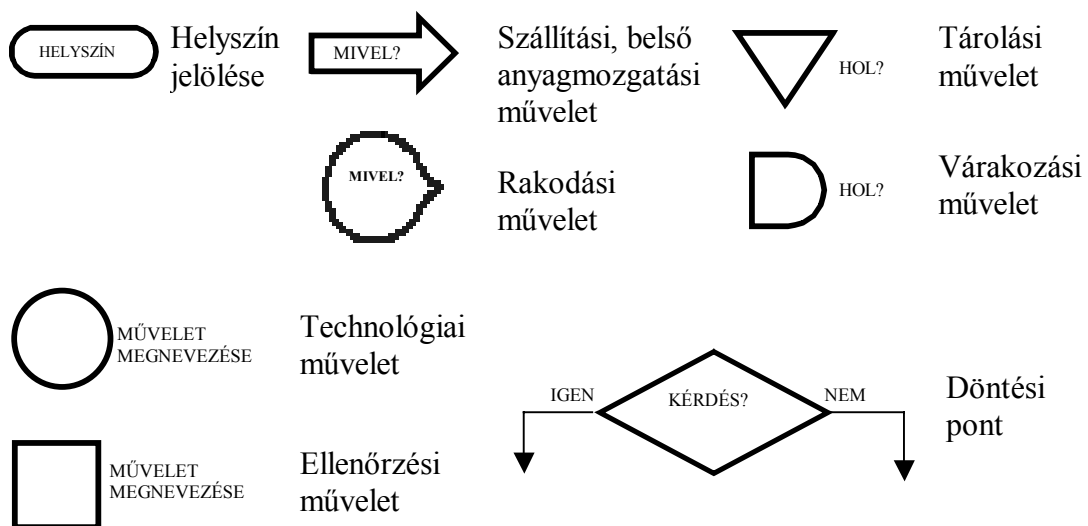 HELYSZÍN
Helyszín
jelölése
MIVEL?
Szállítási, belső
anyagmozgatási
művelet
HOL?
Tárolási
művelet
MIVEL?
Rakodási
művelet
HOL?
Várakozási
művelet
MŰVELET
MEGNEVEZÉSE
Technológiai
művelet
IGEN
KÉRDÉS?
NEM
Döntési
pont
MŰVELET
MEGNEVEZÉSE
Ellenőrzési
művelet